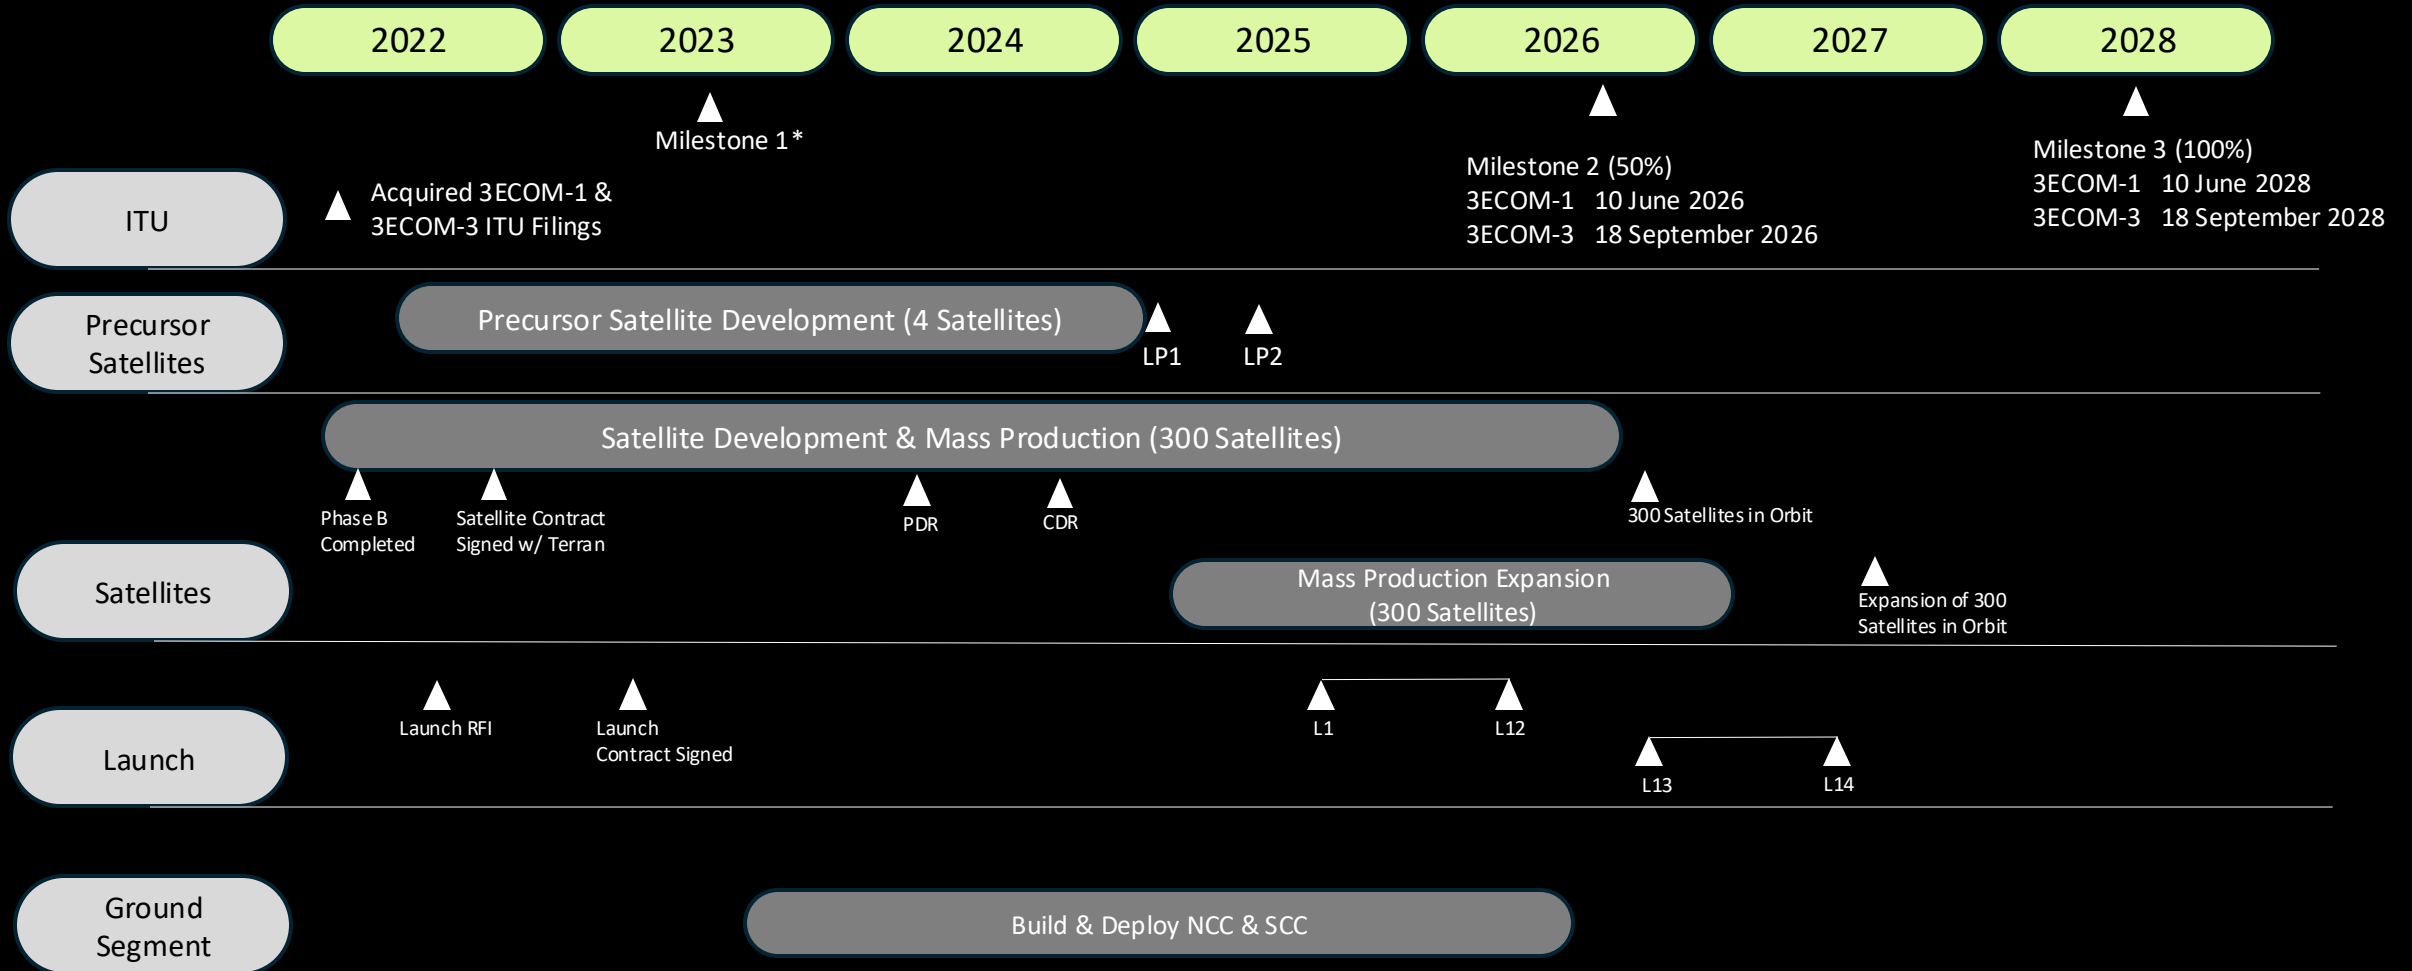 2022
2023
2024
2025
2026
2027
2028
Milestone 1*
Milestone 2 (50%)
3ECOM-1 10 June 2026
3ECOM-3 18 September 2026
Milestone 3 (100%)
3ECOM-1 10 June 2028
3ECOM-3 18 September 2028
ITU
Acquired 3ECOM-1 &
3ECOM-3 ITU Filings
Precursor
Satellites
Precursor Satellite Development (4 Satellites)
LP1
LP2
Satellite Development & Mass Production (300 Satellites)
Phase B
Completed
Satellite Contract
Signed w/ Terran
PDR
CDR
300 Satellites in Orbit
Satellites
Mass Production Expansion
(300 Satellites)
Expansion of 300
Satellites in Orbit
Launch
Launch RFI
Launch
Contract Signed
L1
L12
L13
L14
Ground
Segment
Build & Deploy NCC & SCC